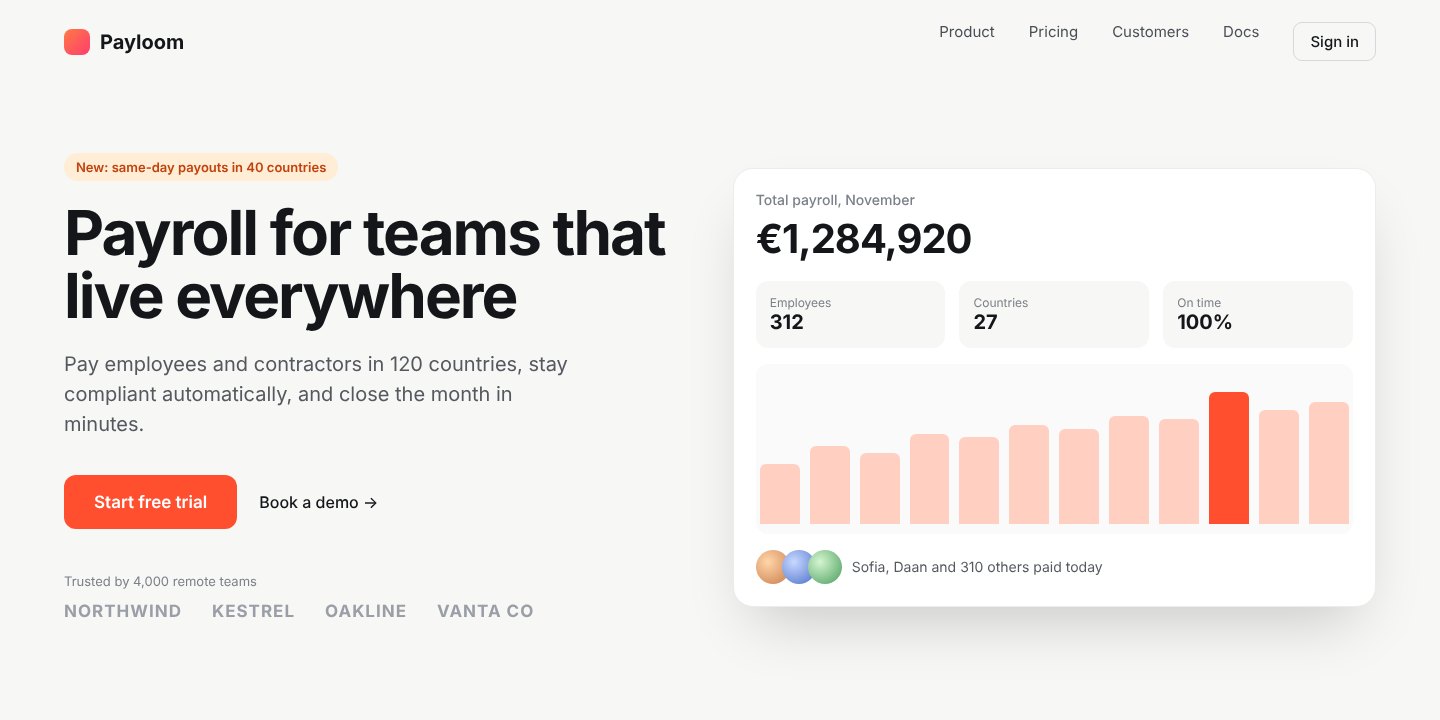 Payloom
Product
Pricing
Customers
Docs
Sign in
New: same-day payouts in 40 countries
Payroll for teams that
live everywhere
Pay employees and contractors in 120 countries, stay
compliant automatically, and close the month in
minutes.
Start free trial
Book a demo →
Trusted by 4,000 remote teams
NORTHWIND
KESTREL
OAKLINE
VANTA CO
Total payroll, November
€1,284,920
Employees
312
Countries
27
On time
100%
Sofia, Daan and 310 others paid today